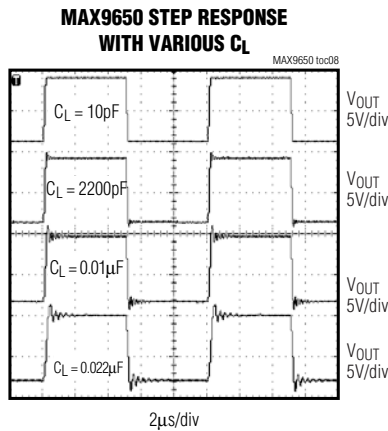 MAX9650 STEP RESPONSE
WITH VARIOUS CL
MAX9650 toc08
T
CL = 10pF
VOUT
5V/div
CL = 2200pF
VOUT
5V/div
CL = 0.01µF
VOUT
5V/div
CL = 0.022µF
VOUT
5V/div
2µs/div